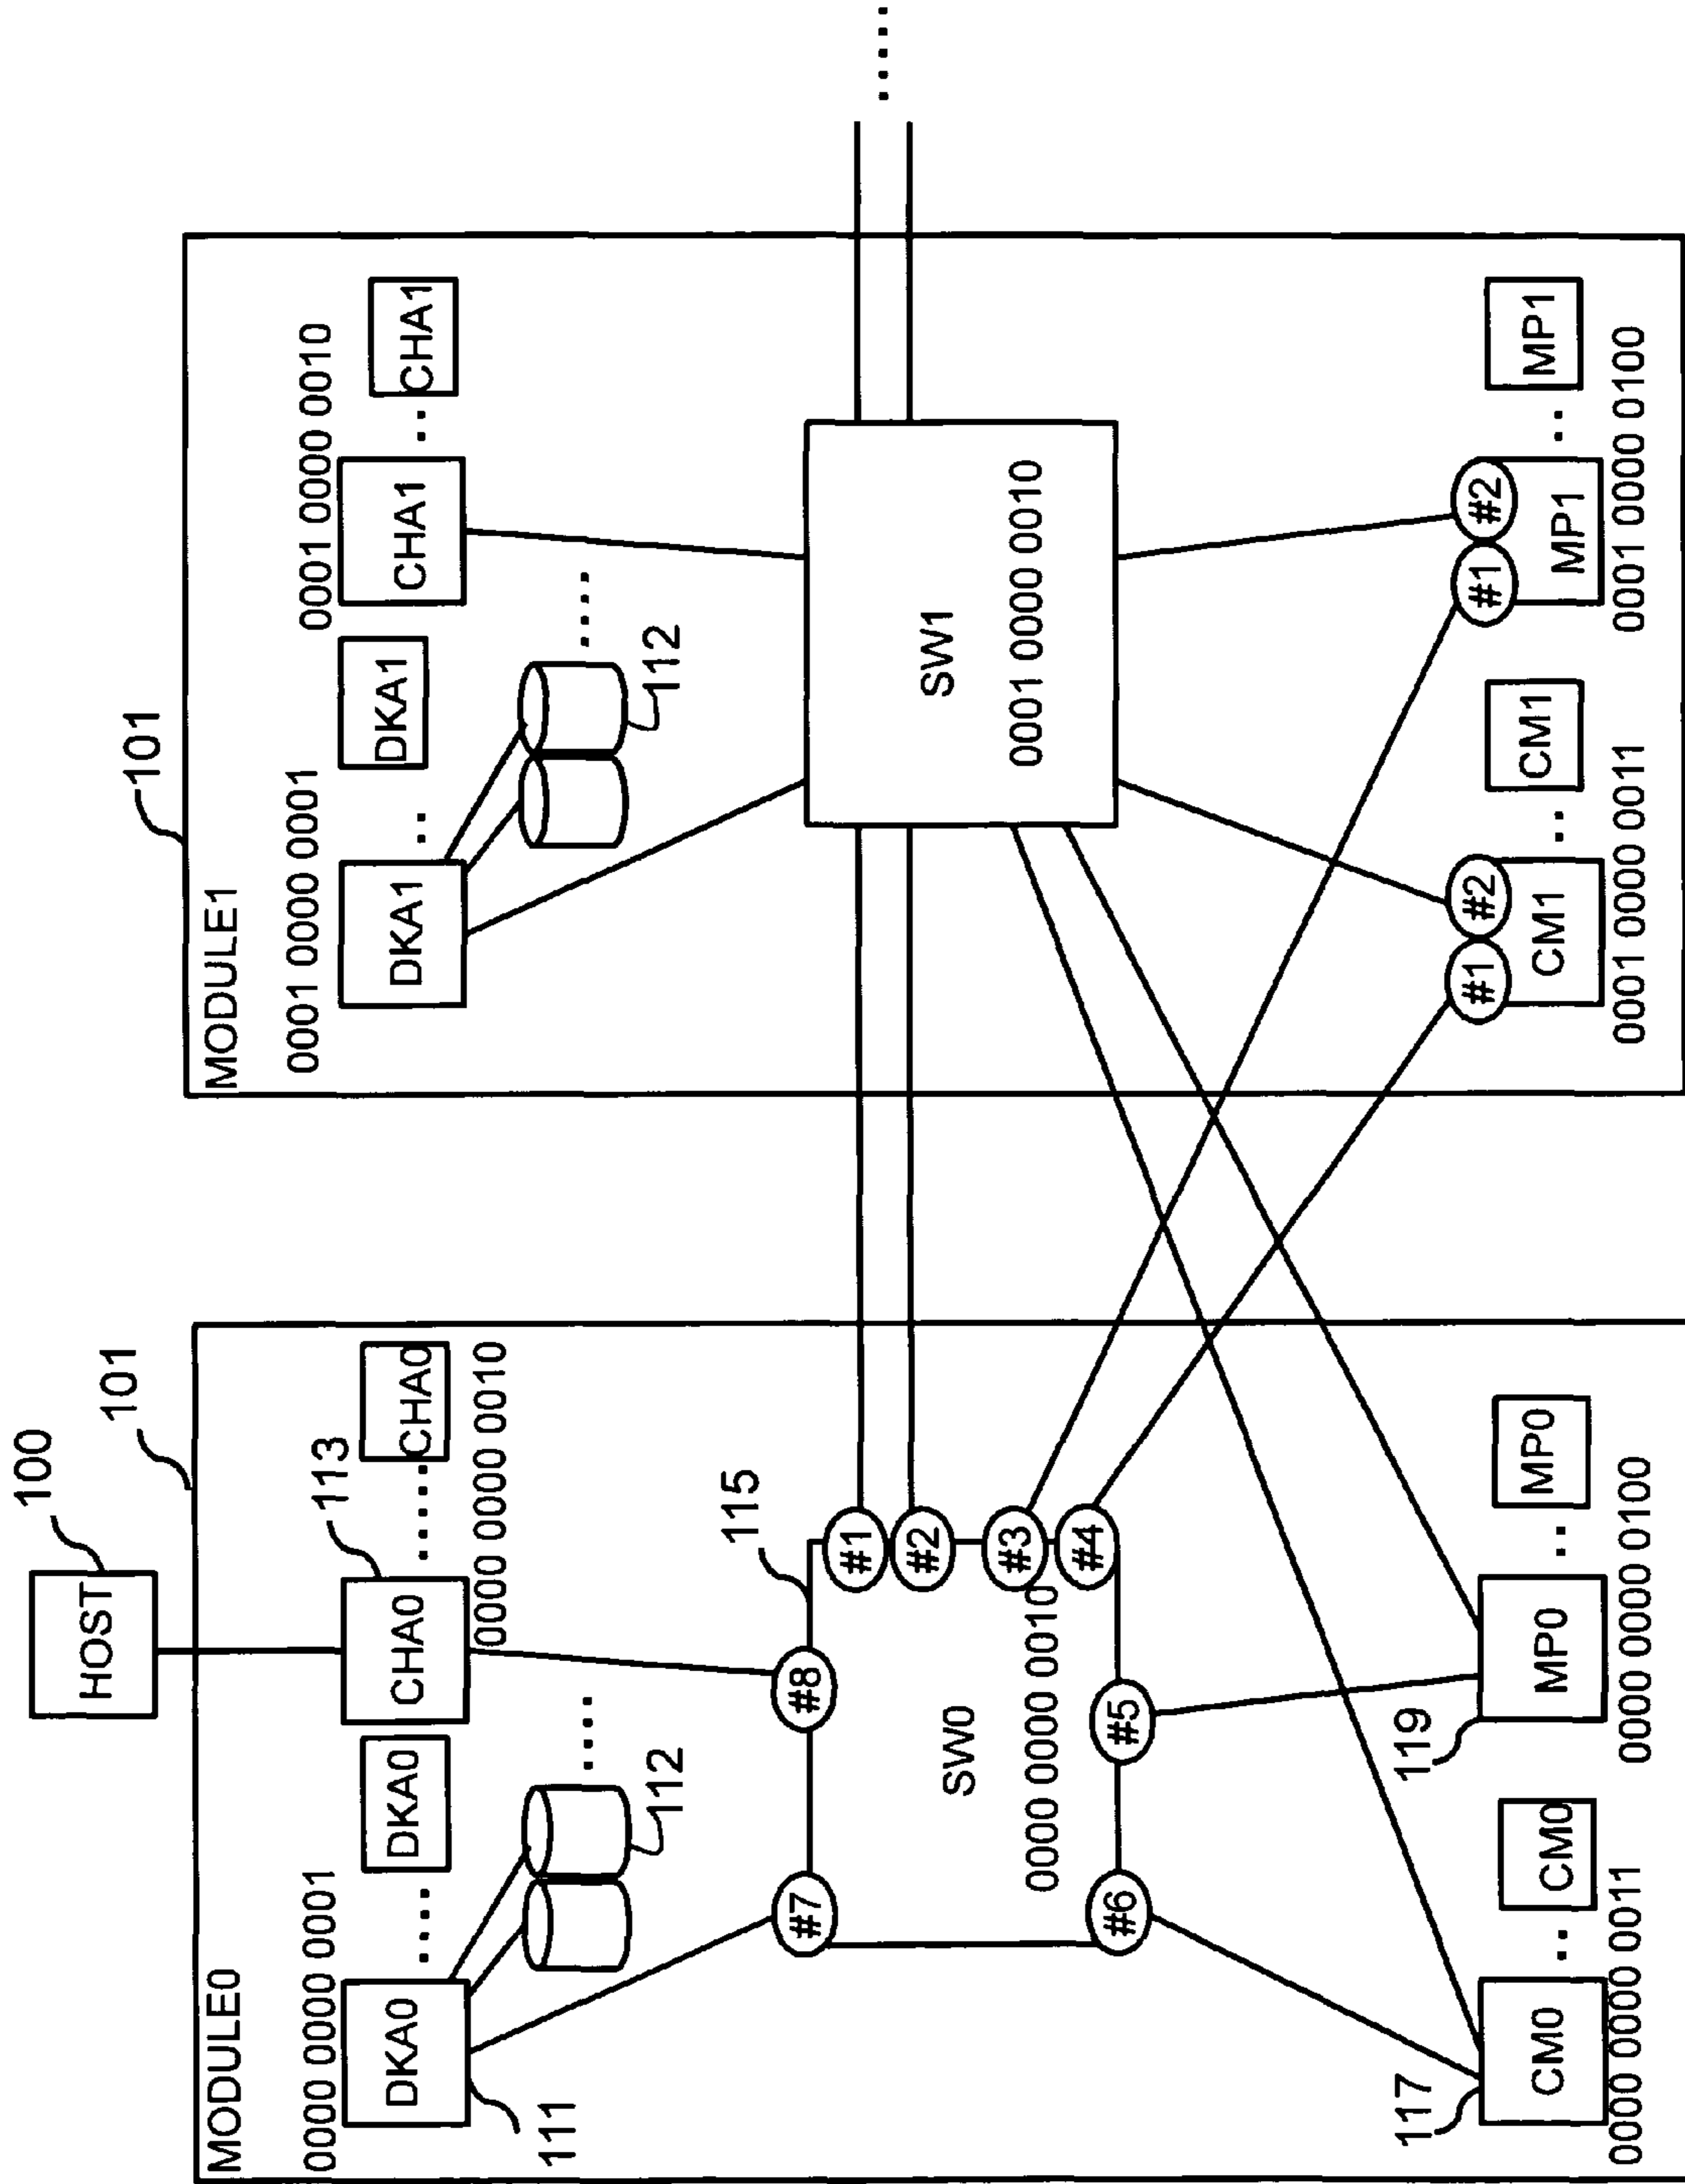 100
HOST
101
MODULE0
0000 0000 0001
DKA0
.....
DKA0
113
CHA0
......
CHA0
0000 0000 0010
111
112
....
115
#7
#8
#1
#2
#3
#4
#5
#6
SW0
0000 0000 0010
117
CM0
..
CM0
0000 0000 0011
119
MP0
..
MP0
0000 0000 0100
101
MODULE1
0001 0000 0001
DKA1
..
DKA1
0001 0000 0010
CHA1
..
CHA1
112
.....
SW1
0001 0000 0010
.....
#1
#2
CM1
..
CM1
0001 0000 0011
#1
#2
MP1
..
MP1
0001 0000 0100